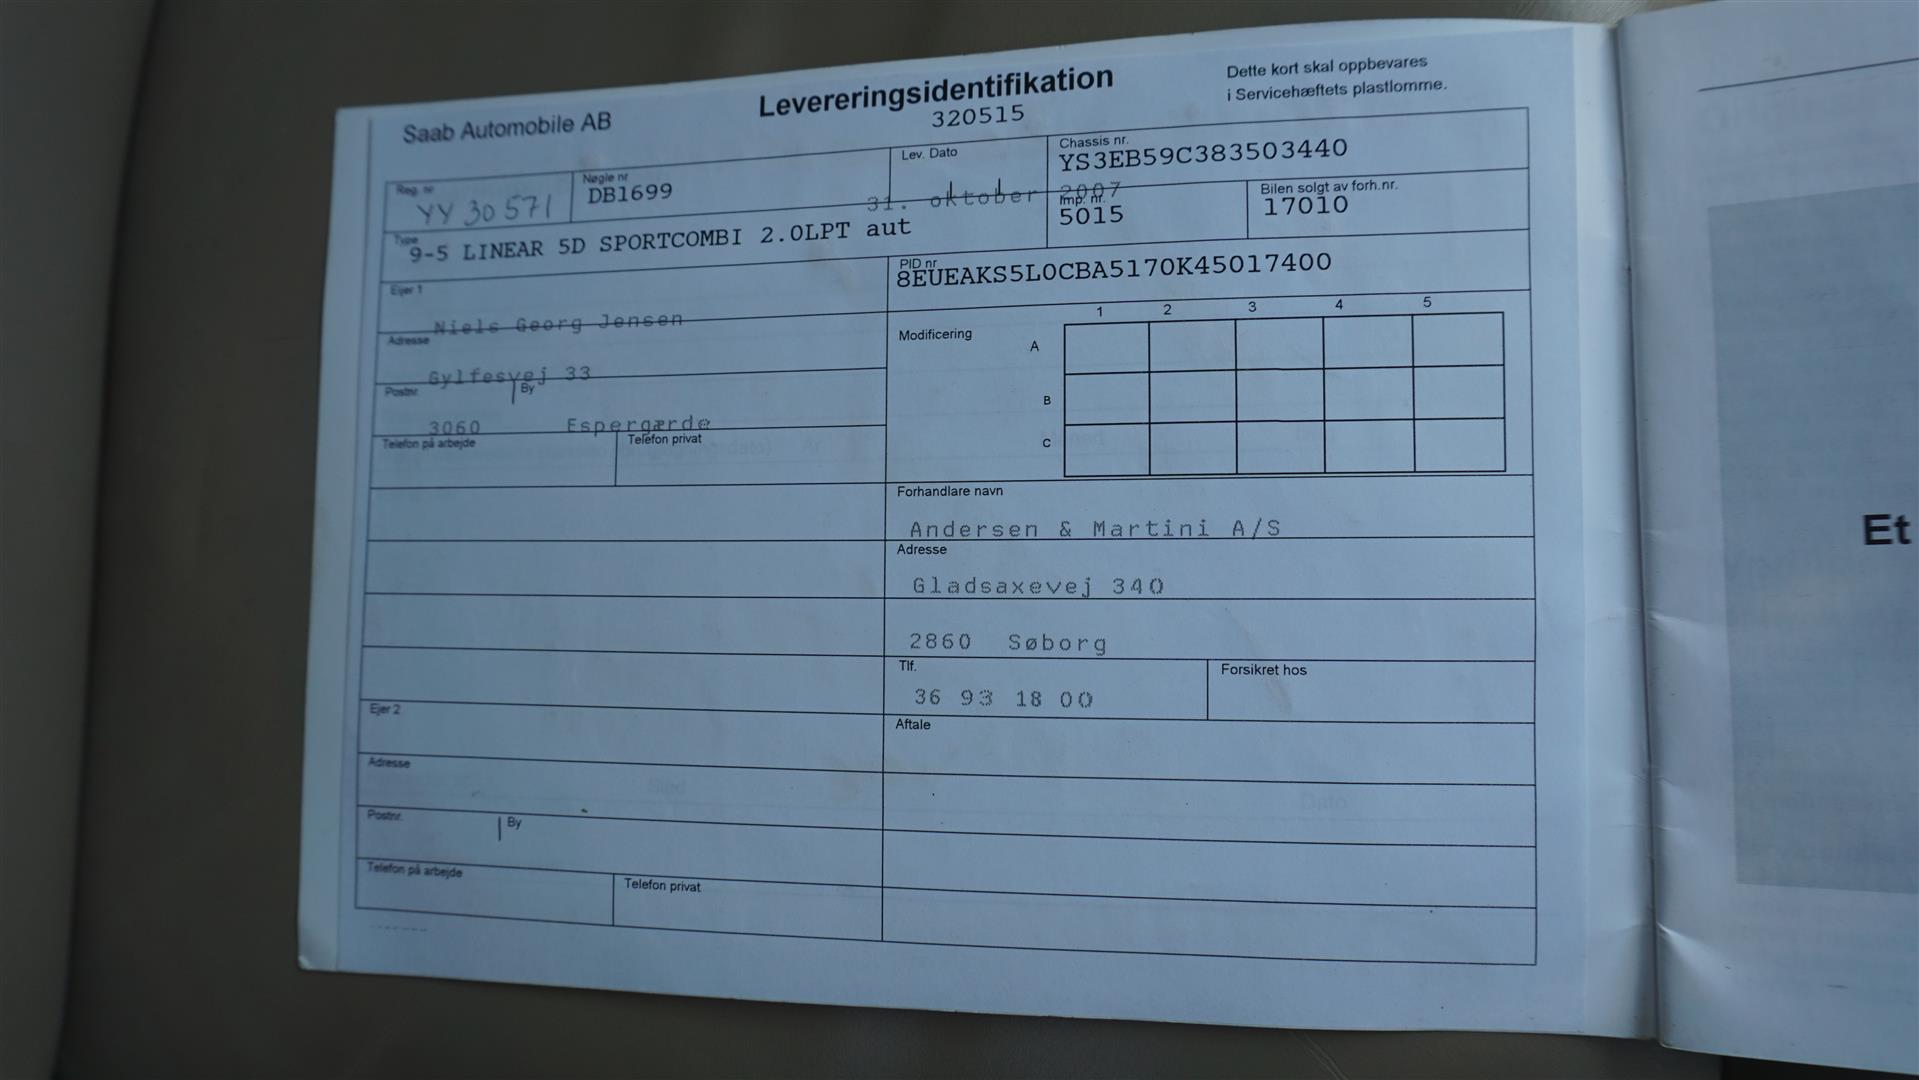 Saab Automobile AB
Levereringsidentifikation
320515
Dette kort skal oppbevares
i Servicehæftets plastlomme.
Reg. nr
YY 30 571
Nøgle nr
DB1699
Lev. Dato
31. oktober 2007
Chassis nr.
YS3EB59C383503440
Type
9-5 LINEAR 5D SPORTCOMBI 2.0LPT aut
Imp. nr.
5015
Bilen solgt av forh.nr.
17010
Ejer 1
Niels Georg Jensen
PID nr
8EUEAKS5L0CBA5170K45017400
Adresse
Gylfesvej 33
Postnr. By
3060 Espergærde
Telefon på arbejde
Telefon privat
Modificering
1 2 3 4 5
A
B
C
Forhandlare navn
Andersen & Martini A/S
Adresse
Gladsaxevej 340
2860 Søborg
Tlf.
36 93 18 00
Forsikret hos
Ejer 2
Aftale
Adresse
Postnr. By
Telefon på arbejde
Telefon privat
Et